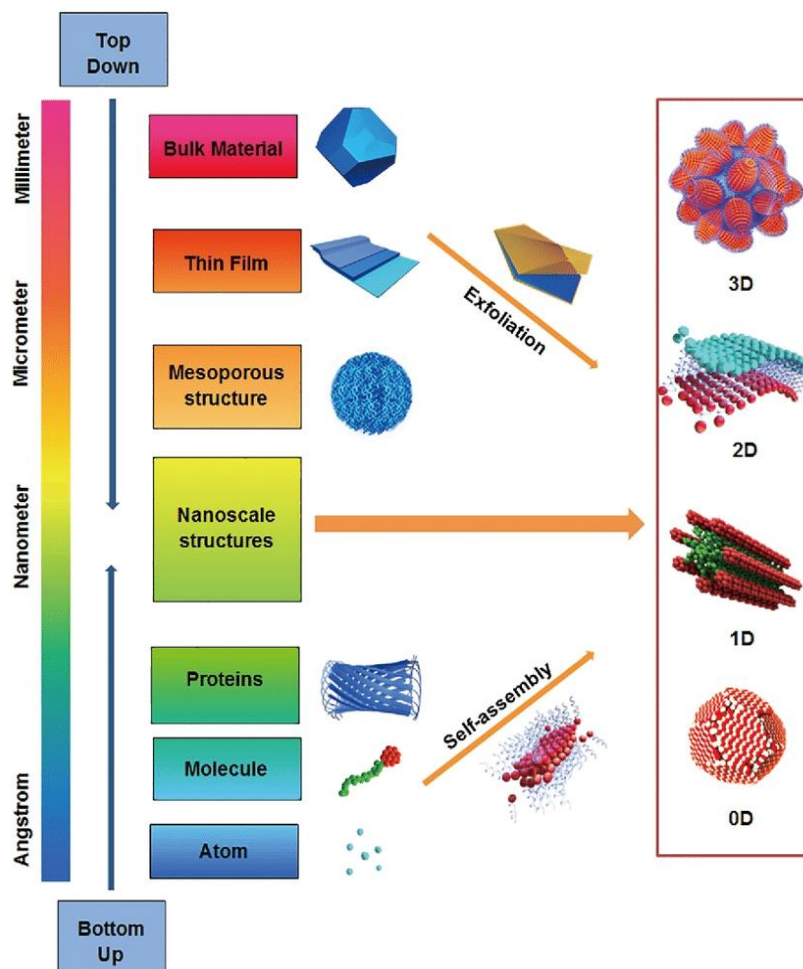 Top
Down
Millimeter
Micrometer
Nanometer
Angstrom
Bulk Material
Thin Film
Mesoporous
structure
Nanoscale
structures
Proteins
Molecule
Atom
Exfoliation
Self-assembly
3D
2D
1D
0D
Bottom
Up